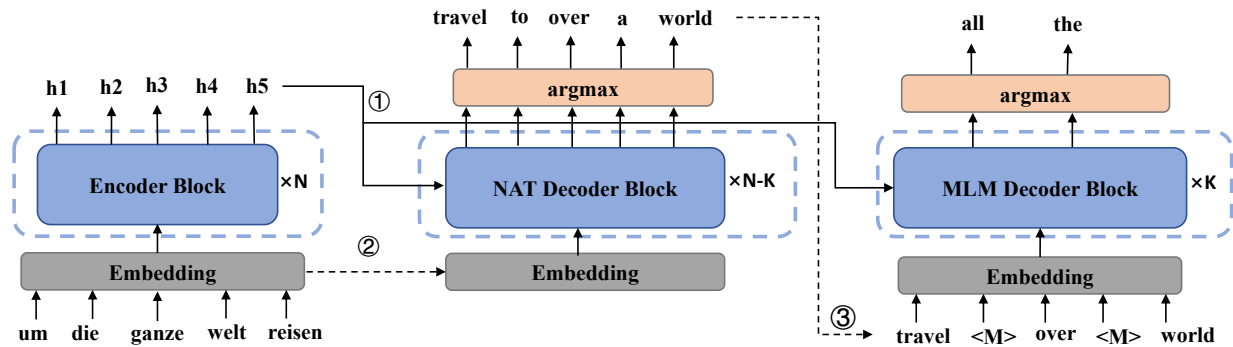 travel to over a world
all the
h1 h2 h3 h4 h5
①
argmax
argmax
Encoder Block
×N
NAT Decoder Block
×N-K
MLM Decoder Block
×K
②
Embedding
Embedding
Embedding
um die ganze welt reisen
③
travel <M> over <M> world